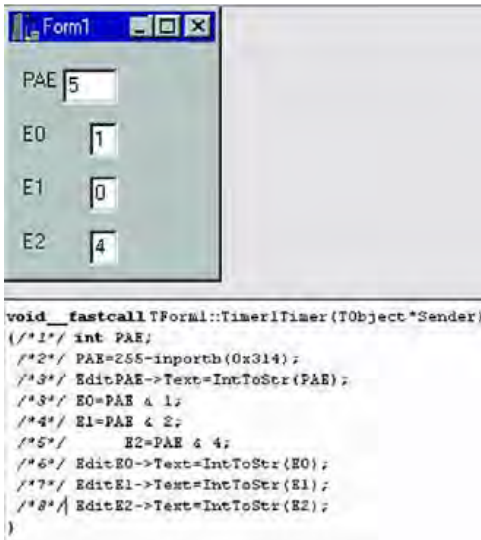 Form1
PAE 5
E0 1
E1 0
E2 4
void__fastcall TForm1::Timer1Timer(TObject*Sender)
{/*1*/ int PAE;
/*2*/ PAE=255-inportb(0x314);
/*3*/ EditPAE->Text=IntToStr(PAE);
/*3*/ E0=PAE & 1;
/*4*/ E1=PAE & 2;
/*5*/ E2=PAE & 4;
/*6*/ EditE0->Text=IntToStr(E0);
/*7*/ EditE1->Text=IntToStr(E1);
/*8*/ EditE2->Text=IntToStr(E2);
}